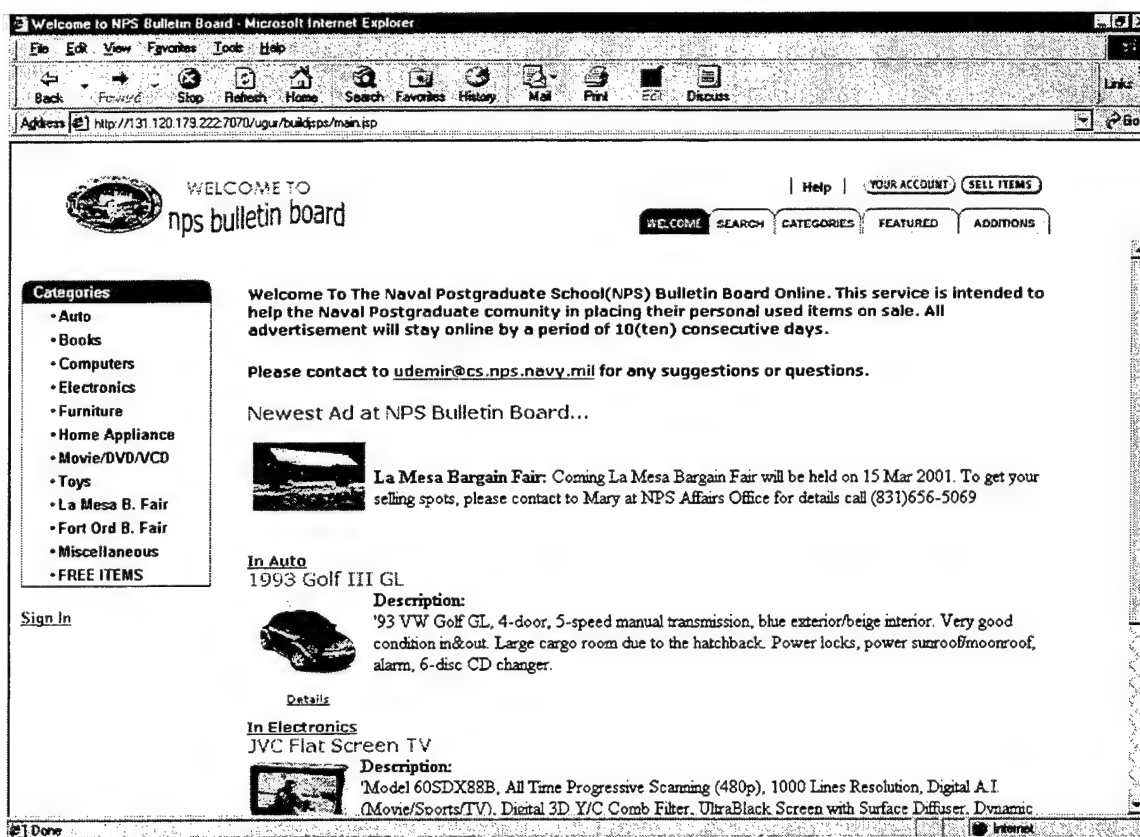 Welcome to NPS Bulletin Board - Microsoft Internet Explorer
File Edit View Favorites Tools Help
Back Forward Stop Refresh Home Search Favorites History Mail Print Edit Discuss Links
Address http://131.120.179.222:7070/ugur/buildjsps/main.jsp Go
WELCOME TO
nps bulletin board
| Help | YOUR ACCOUNT SELL ITEMS
WELCOME SEARCH CATEGORIES FEATURED ADDITIONS
Categories
• Auto
• Books
• Computers
• Electronics
• Furniture
• Home Appliance
• Movie/DVD/VCD
• Toys
• La Mesa B. Fair
• Fort Ord B. Fair
• Miscellaneous
• FREE ITEMS
Sign In
Welcome To The Naval Postgraduate School(NPS) Bulletin Board Online. This service is intended to
help the Naval Postgraduate comunity in placing their personal used items on sale. All
advertisement will stay online by a period of 10(ten) consecutive days.
Please contact to udemir@cs.nps.navy.mil for any suggestions or questions.
Newest Ad at NPS Bulletin Board...
La Mesa Bargain Fair: Coming La Mesa Bargain Fair will be held on 15 Mar 2001. To get your
selling spots, please contact to Mary at NPS Affairs Office for details call (831)656-5069
In Auto
1993 Golf III GL
Description:
'93 VW Golf GL, 4-door, 5-speed manual transmission, blue exterior/beige interior. Very good
condition in&out. Large cargo room due to the hatchback. Power locks, power sunroof/moonroof,
alarm, 6-disc CD changer.
Details
In Electronics
JVC Flat Screen TV
Description:
'Model 60SDX88B, All Time Progressive Scanning (480p), 1000 Lines Resolution, Digital A.I.
(Movie/Sports/TV), Digital 3D Y/C Comb Filter, UltraBlack Screen with Surface Diffuser, Dynamic
Done Internet